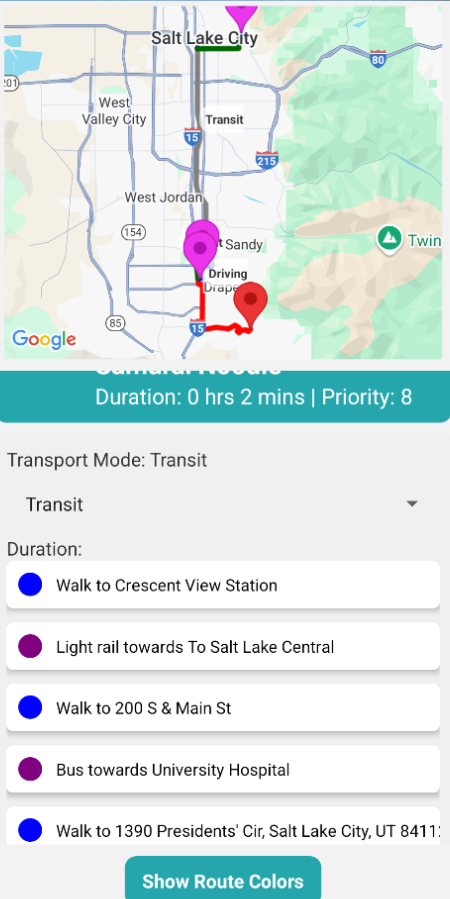 Salt Lake City
80
201
West
Valley City
Transit
15
215
West Jordan
154
Sandy
Twin
Driving
Drape
85
15
Google
Samurai Noodle
Duration: 0 hrs 2 mins | Priority: 8
Transport Mode: Transit
Transit
Duration:
Walk to Crescent View Station
Light rail towards To Salt Lake Central
Walk to 200 S & Main St
Bus towards University Hospital
Walk to 1390 Presidents' Cir, Salt Lake City, UT 8411
Show Route Colors